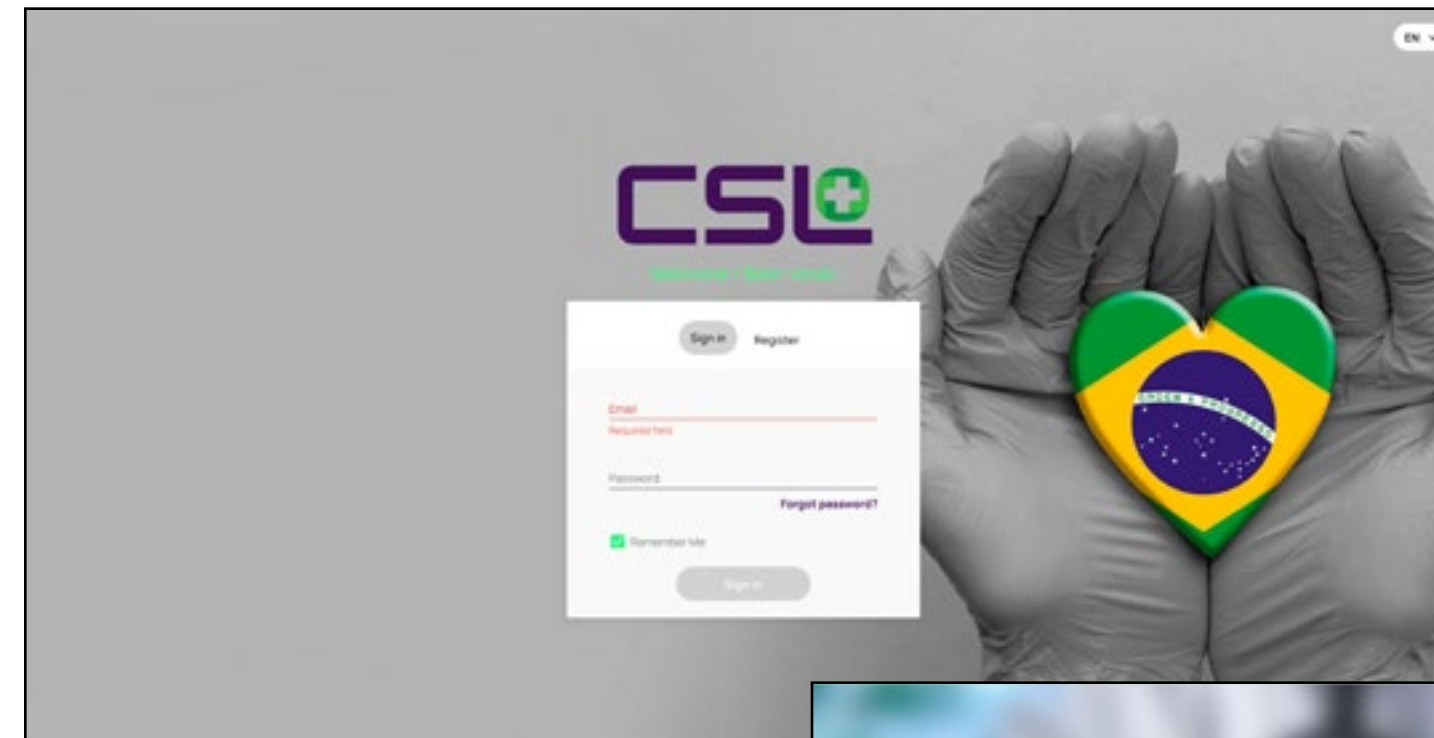 EN
CSL
Sign in Register
Email
Required field
Password
Forgot password?
Remember Me
Sign in